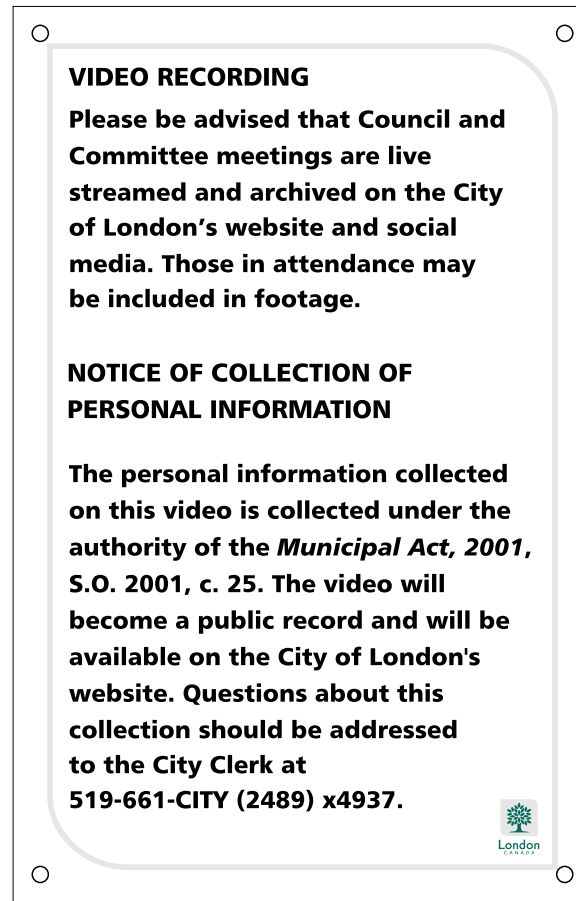 VIDEO RECORDING
Please be advised that Council and
Committee meetings are live
streamed and archived on the City
of London’s website and social
media. Those in attendance may
be included in footage.
NOTICE OF COLLECTION OF
PERSONAL INFORMATION
The personal information collected
on this video is collected under the
authority of the Municipal Act, 2001,
S.O. 2001, c. 25. The video will
become a public record and will be
available on the City of London's
website. Questions about this
collection should be addressed
to the City Clerk at
519-661-CITY (2489) x4937.
London
CANADA